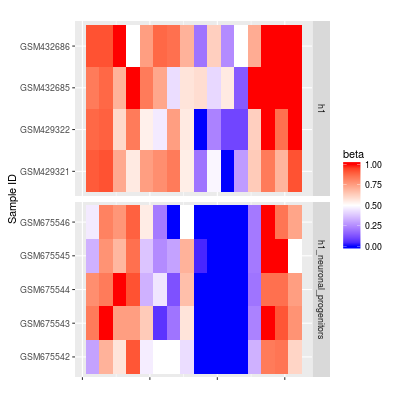 GSM432686
GSM432685
GSM429322
GSM429321
h1
GSM675546
GSM675545
GSM675544
GSM675543
GSM675542
h1_neuronal_progenitors
Sample ID
beta
1.00
0.75
0.50
0.25
0.00